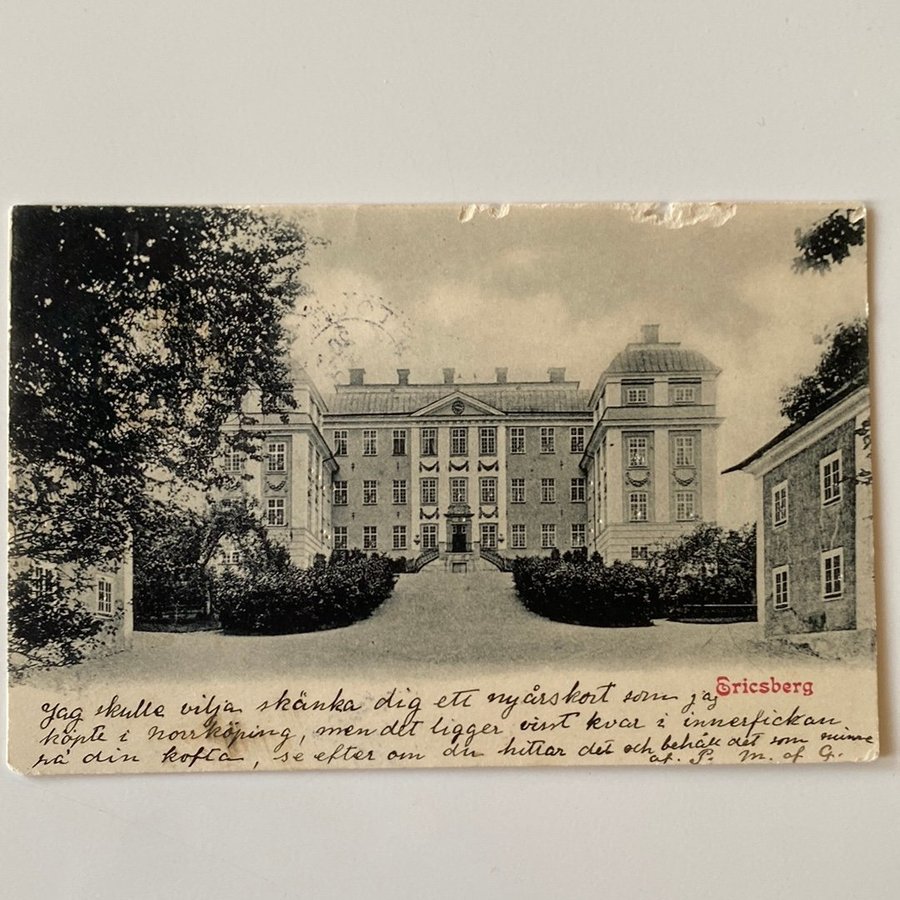 Ericsberg
Jag skulle vilja skänka dig ett nyårskort som jag
köpte i norrköping, men det ligger visst kvar i innerfickan
på din kofta, se efter om du hittar det och behåll det som minne
af. P. M. af G.